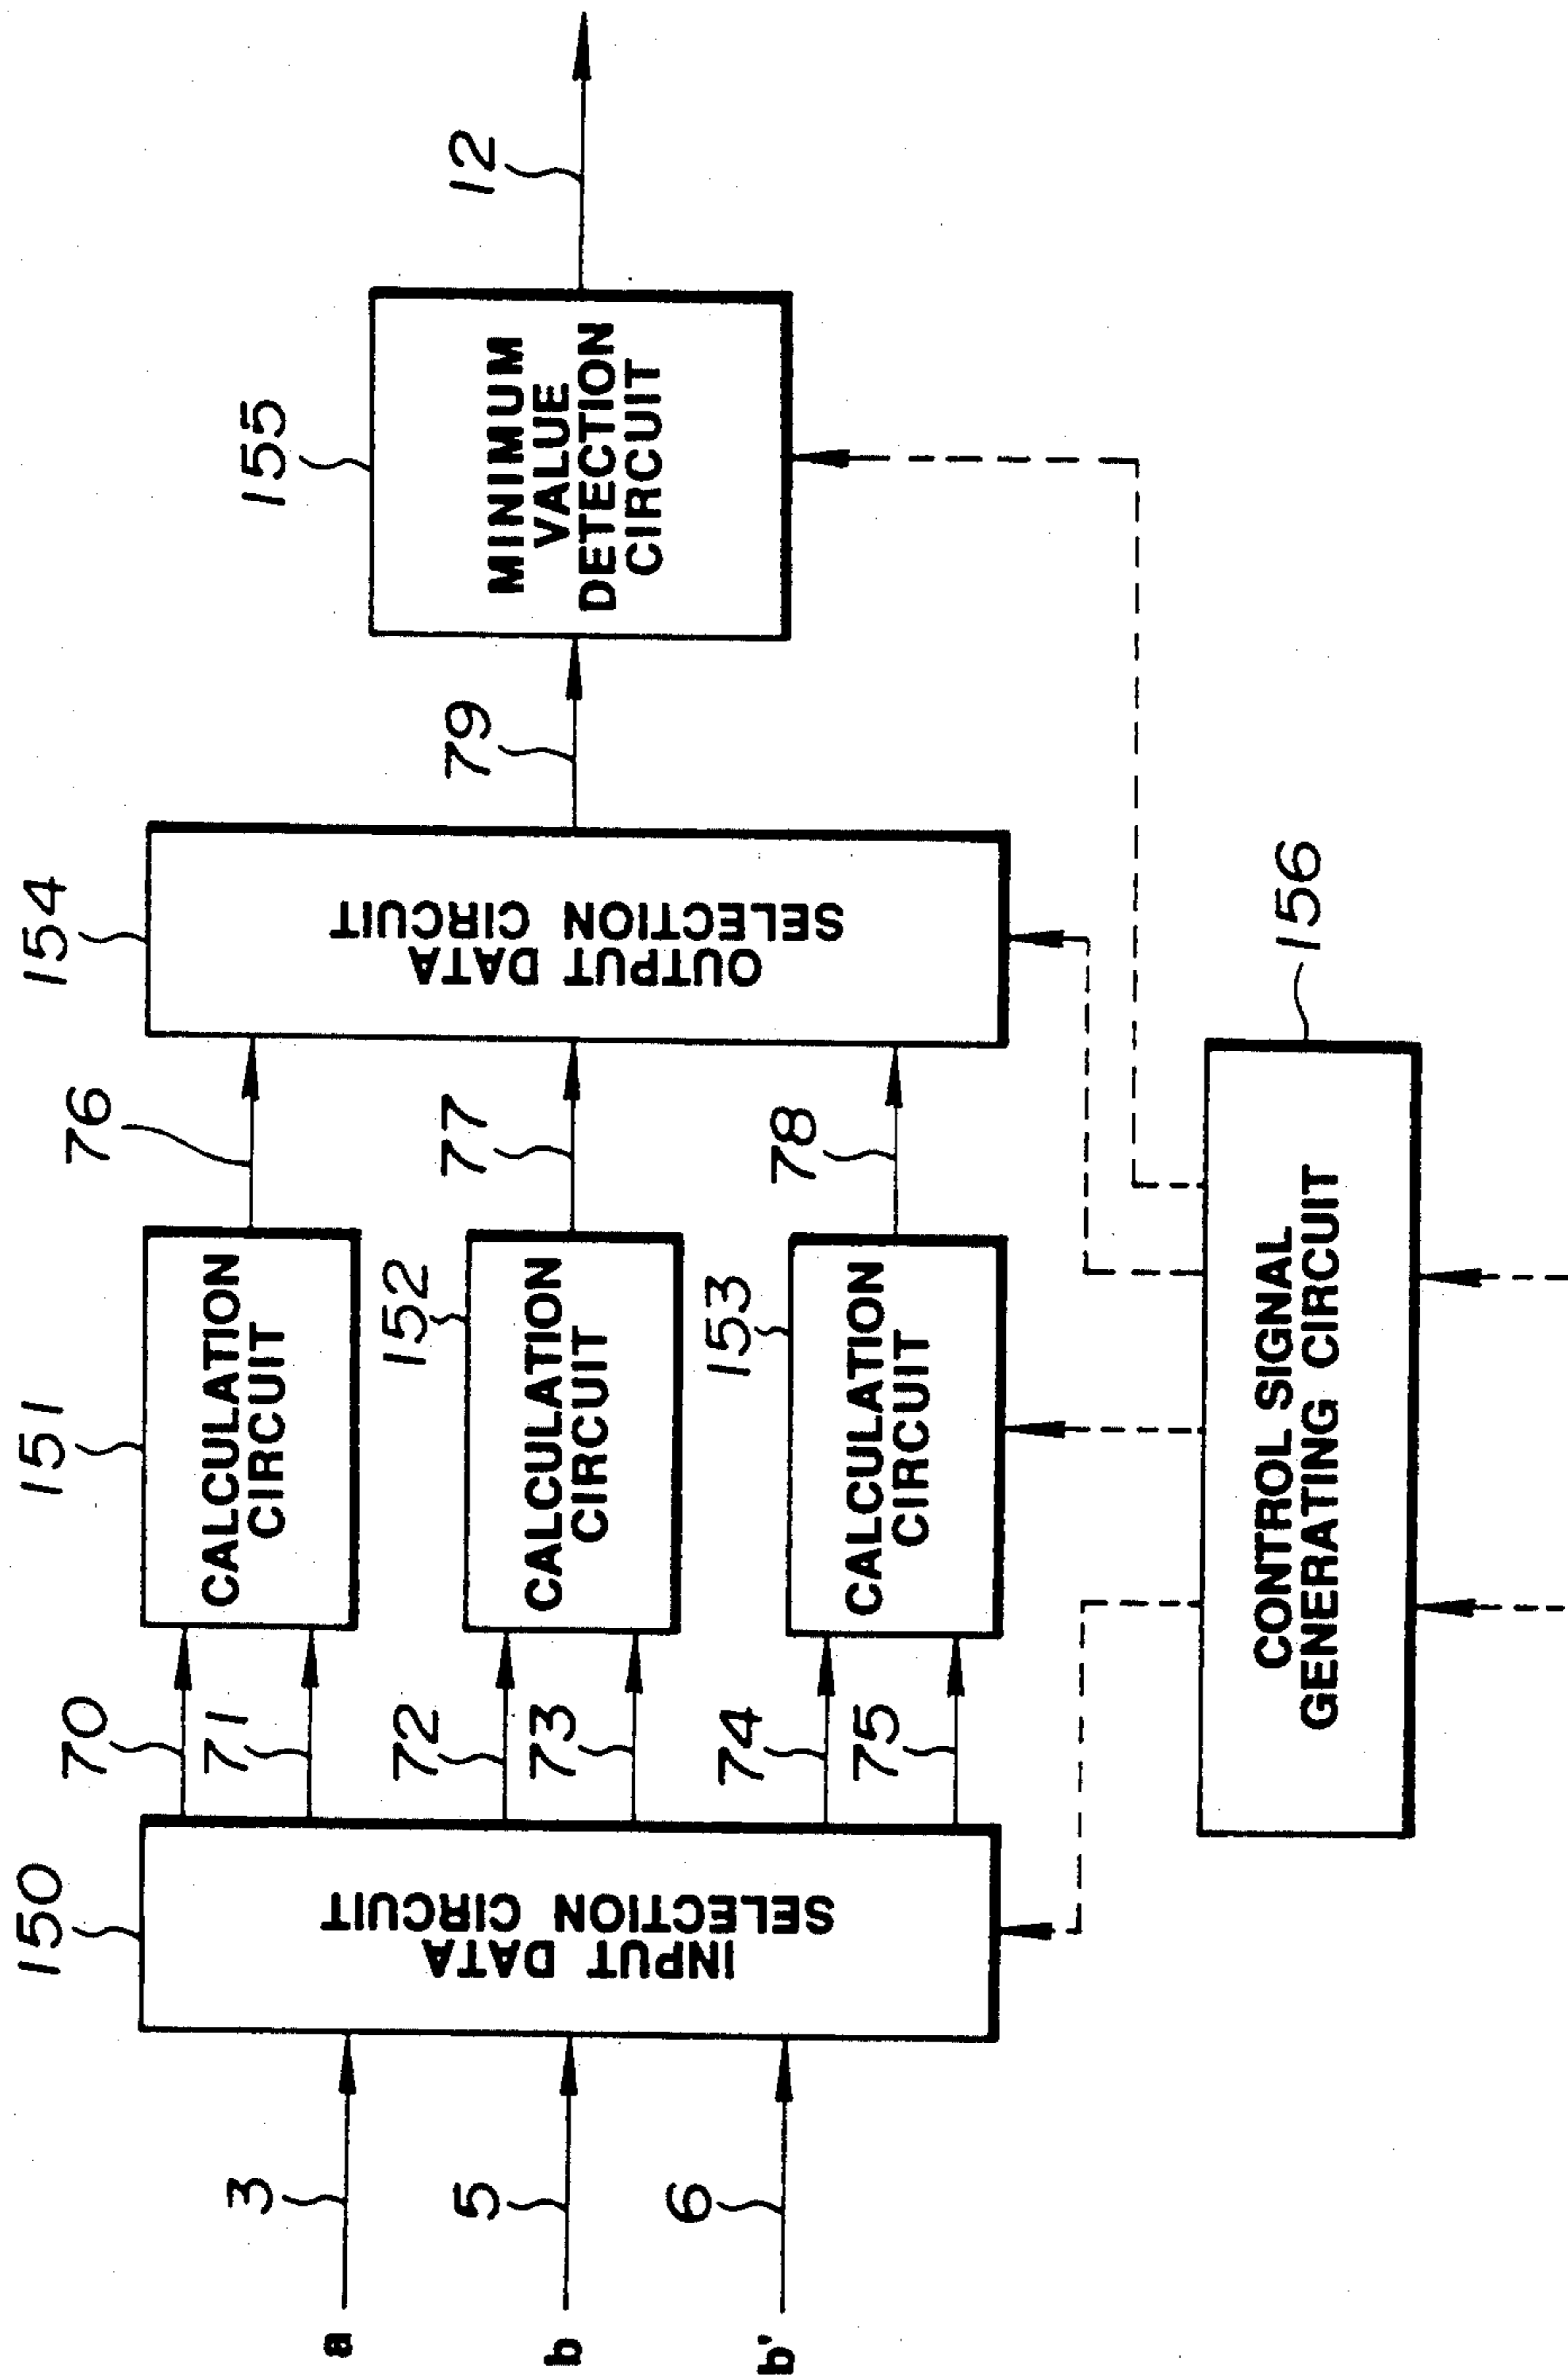 a
3
b
5
b'
6
150
INPUT DATA
SELECTION CIRCUIT
70
71
72
73
74
75
151
CALCULATION
CIRCUIT
152
CALCULATION
CIRCUIT
153
CALCULATION
CIRCUIT
76
77
78
154
OUTPUT DATA
SELECTION CIRCUIT
79
155
MINIMUM
VALUE
DETECTION
CIRCUIT
12
156
CONTROL SIGNAL
GENERATING CIRCUIT